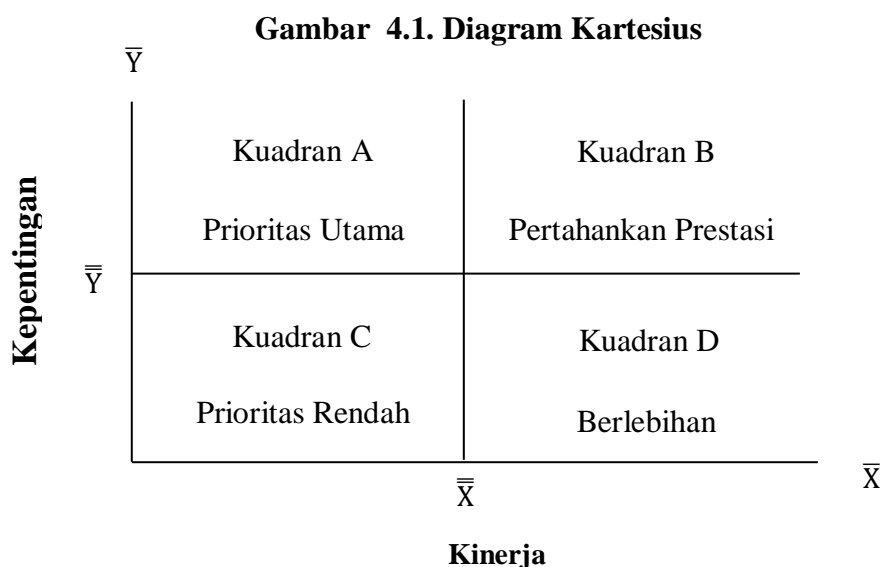 Gambar 4.1. Diagram Kartesius
Y̅
Kuadran A
Kuadran B
Prioritas Utama
Pertahankan Prestasi
Kepentingan
Y̿
Kuadran C
Kuadran D
Prioritas Rendah
Berlebihan
X̿
X̅
Kinerja